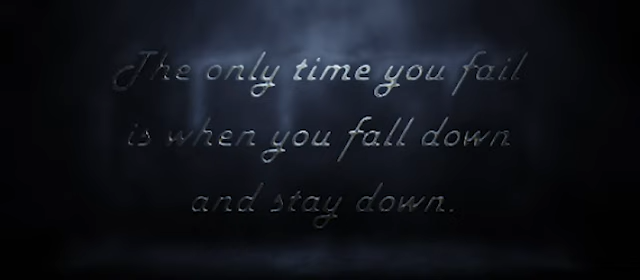 The only time you fail
is when you fall down
and stay down.